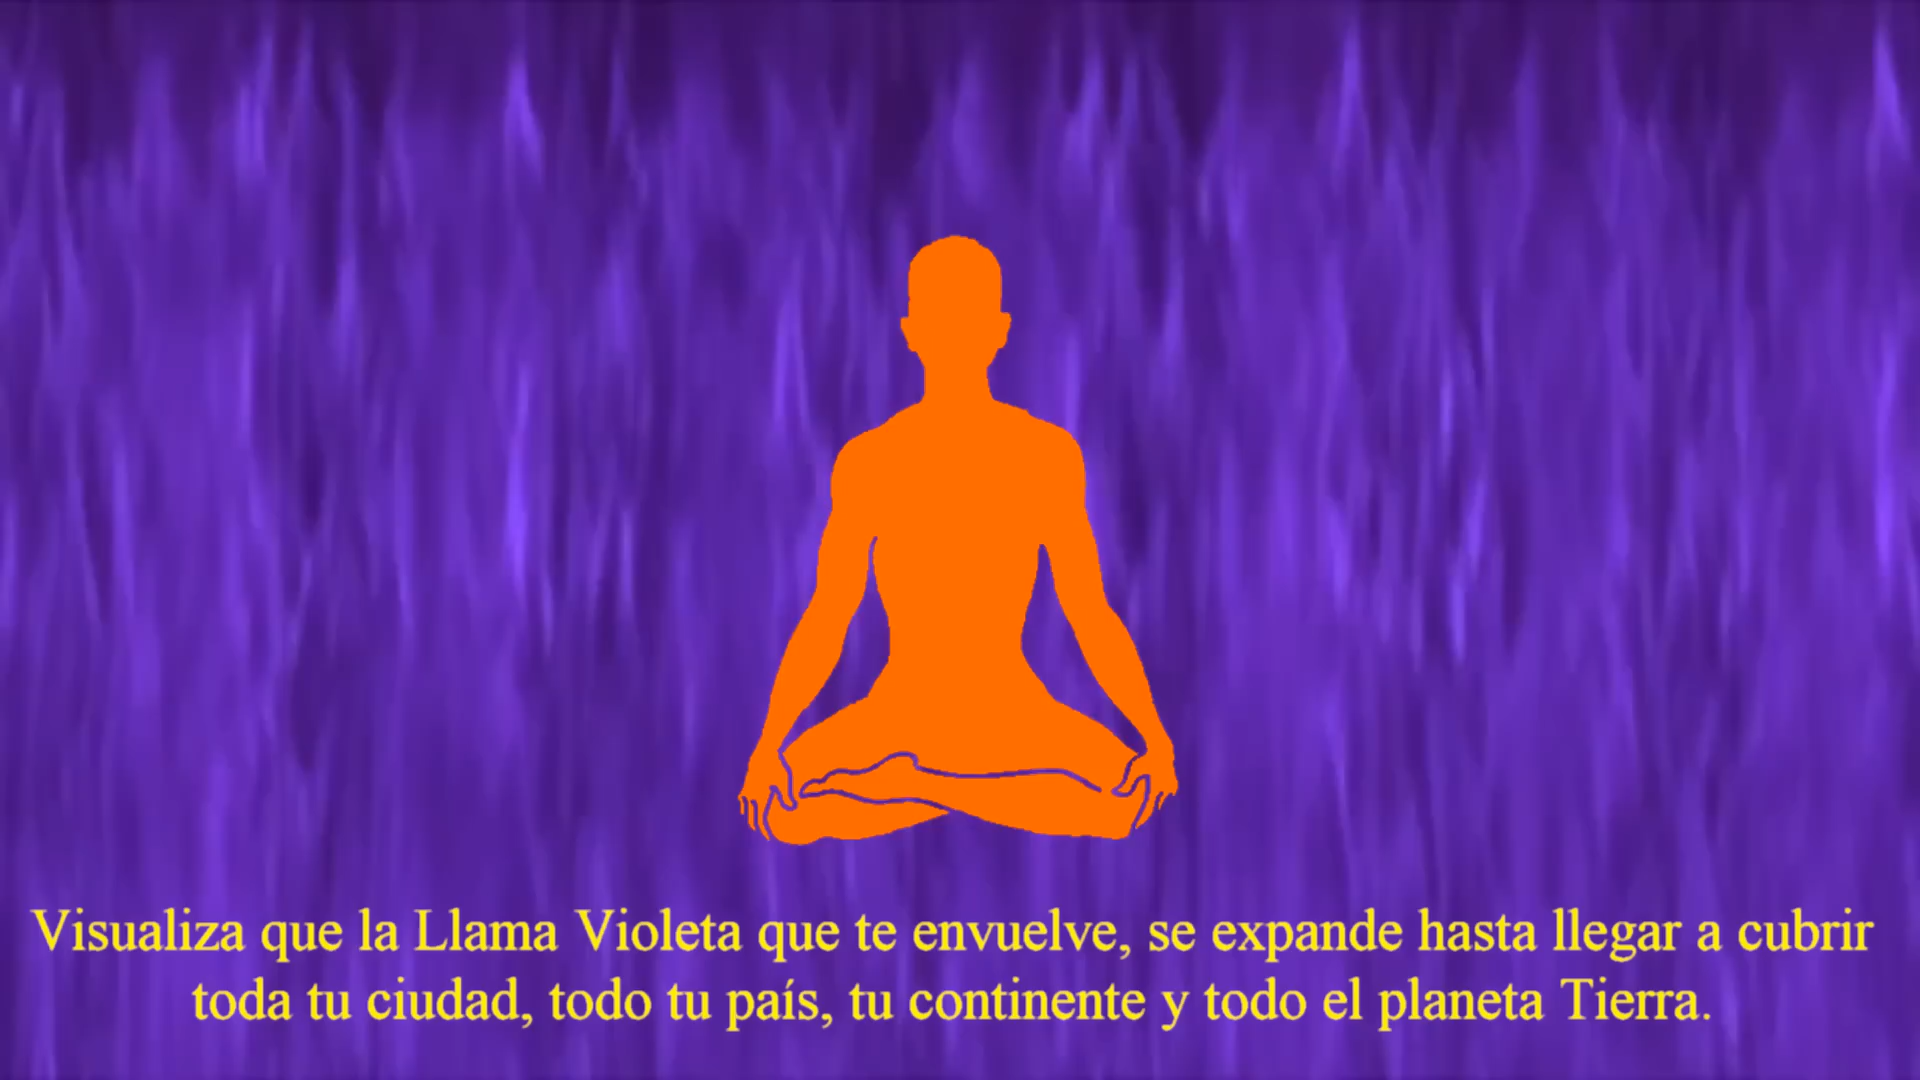 Visualiza que la Llama Violeta que te envuelve, se expande hasta llegar a cubrir
toda tu ciudad, todo tu país, tu continente y todo el planeta Tierra.